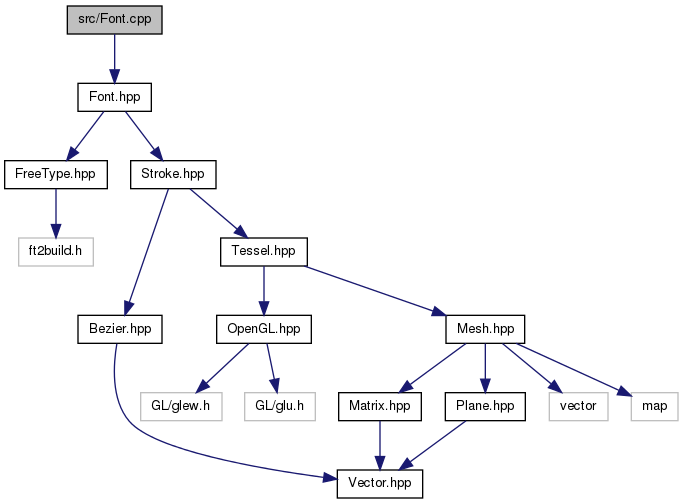 src/Font.cpp
Font.hpp
FreeType.hpp
Stroke.hpp
ft2build.h
Tessel.hpp
Bezier.hpp
OpenGL.hpp
Mesh.hpp
GL/glew.h
GL/glu.h
Matrix.hpp
Plane.hpp
vector
map
Vector.hpp